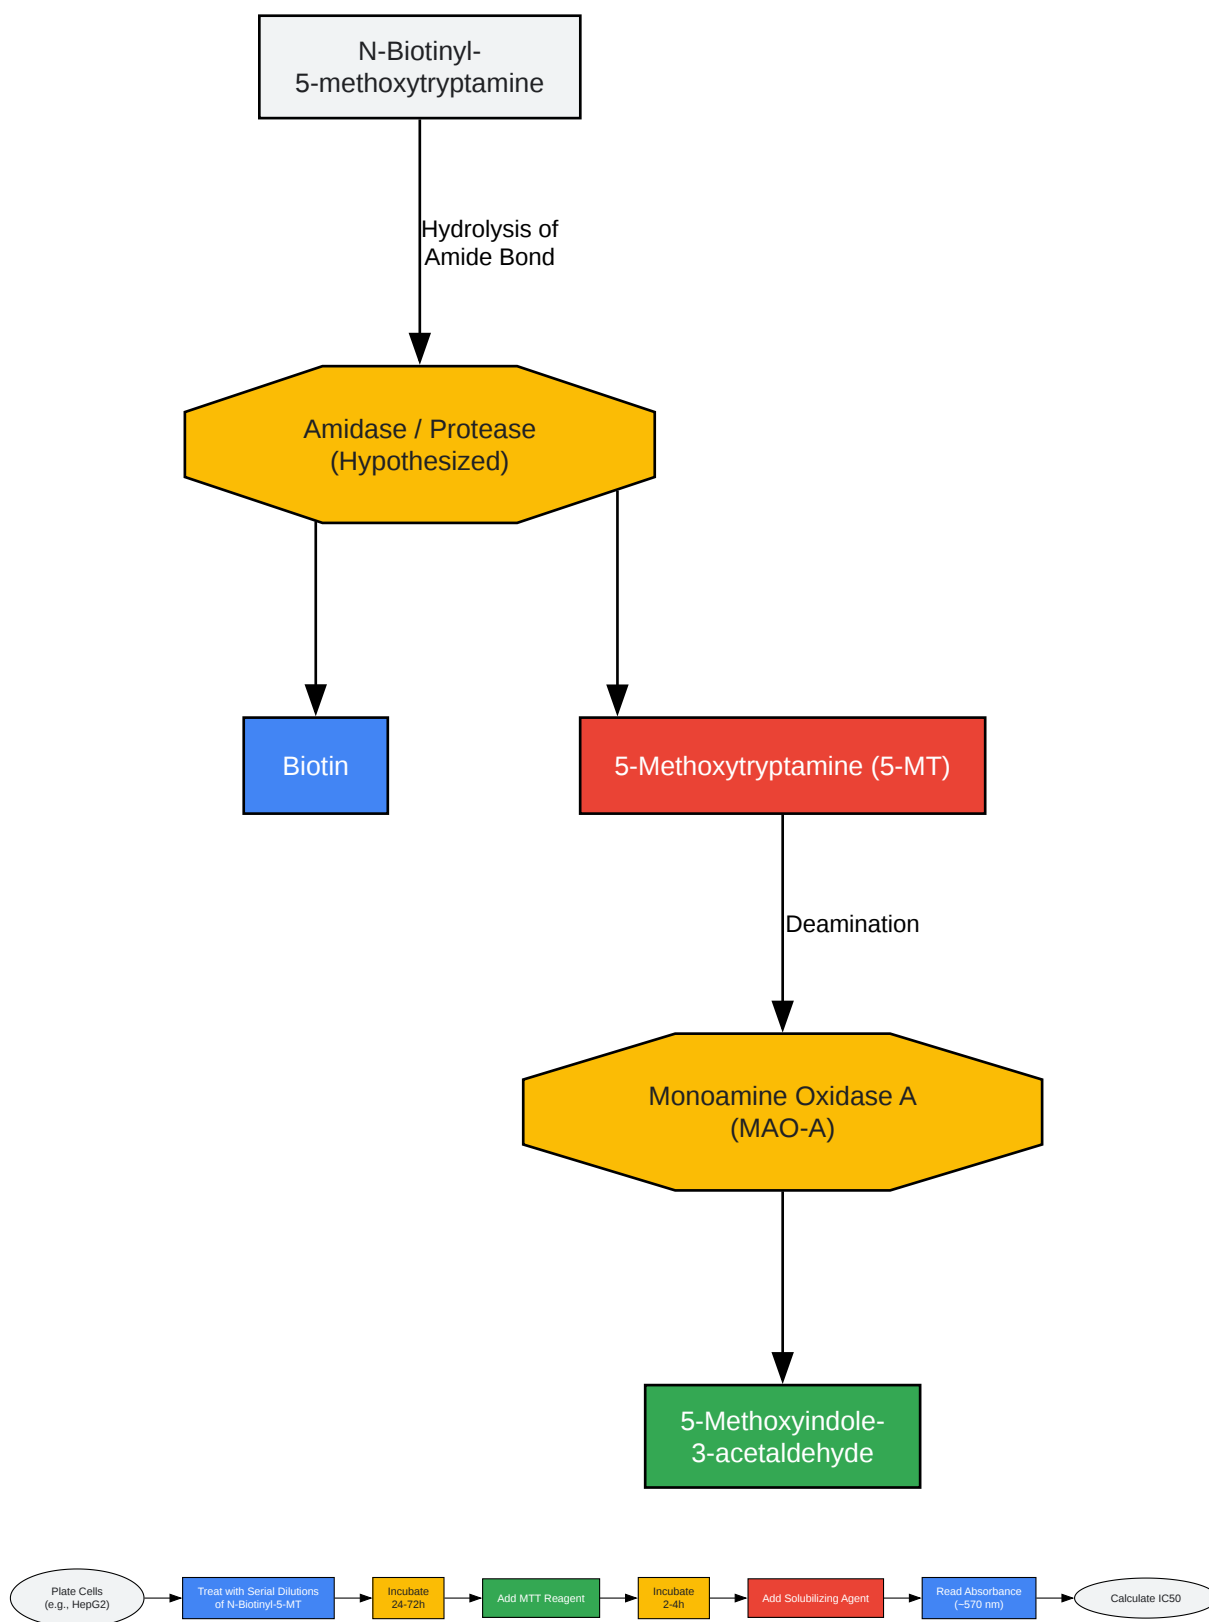 N-Biotinyl-
5-methoxytryptamine
Hydrolysis of
Amide Bond
Amidase / Protease
(Hypothesized)
Biotin
5-Methoxytryptamine (5-MT)
Deamination
Monoamine Oxidase A
(MAO-A)
5-Methoxyindole-
3-acetaldehyde
Plate Cells
(e.g., HepG2)
Treat with Serial Dilutions
of N-Biotinyl-5-MT
Incubate
24-72h
Add MTT Reagent
Incubate
2-4h
Add Solubilizing Agent
Read Absorbance
(~570 nm)
Calculate IC50